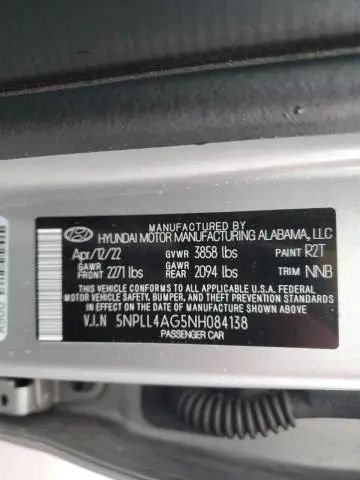 MANUFACTURED BY
HYUNDAI MOTOR MANUFACTURING ALABAMA, LLC
Apr/12/22 GVWR 3858 lbs PAINT R2T
GAWR FRONT 2271 lbs GAWR REAR 2094 lbs TRIM NNB
THIS VEHICLE CONFORMS TO ALL APPLICABLE U.S.A. FEDERAL
BUMPER, SAFETY, AND THEFT PREVENTION STANDARDS
IN EFFECT ON THE DATE OF MANUFACTURE SHOWN ABOVE.
V.I.N 5NPLL4AG5NH084138
PASSENGER CAR